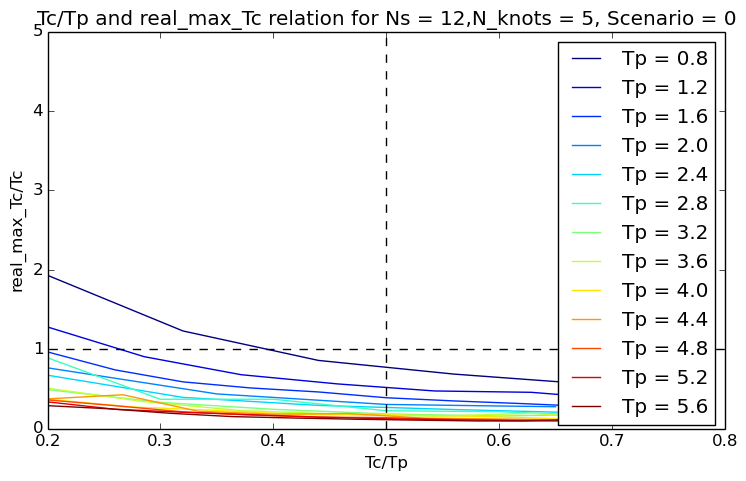 Tc/Tp and real_max_Tc relation for Ns = 12,N_knots = 5, Scenario = 0
real_max_Tc/Tc
5
4
3
2
1
0
0.2 0.3 0.4 0.5 0.6 0.7 0.8
Tc/Tp
Tp = 0.8
Tp = 1.2
Tp = 1.6
Tp = 2.0
Tp = 2.4
Tp = 2.8
Tp = 3.2
Tp = 3.6
Tp = 4.0
Tp = 4.4
Tp = 4.8
Tp = 5.2
Tp = 5.6